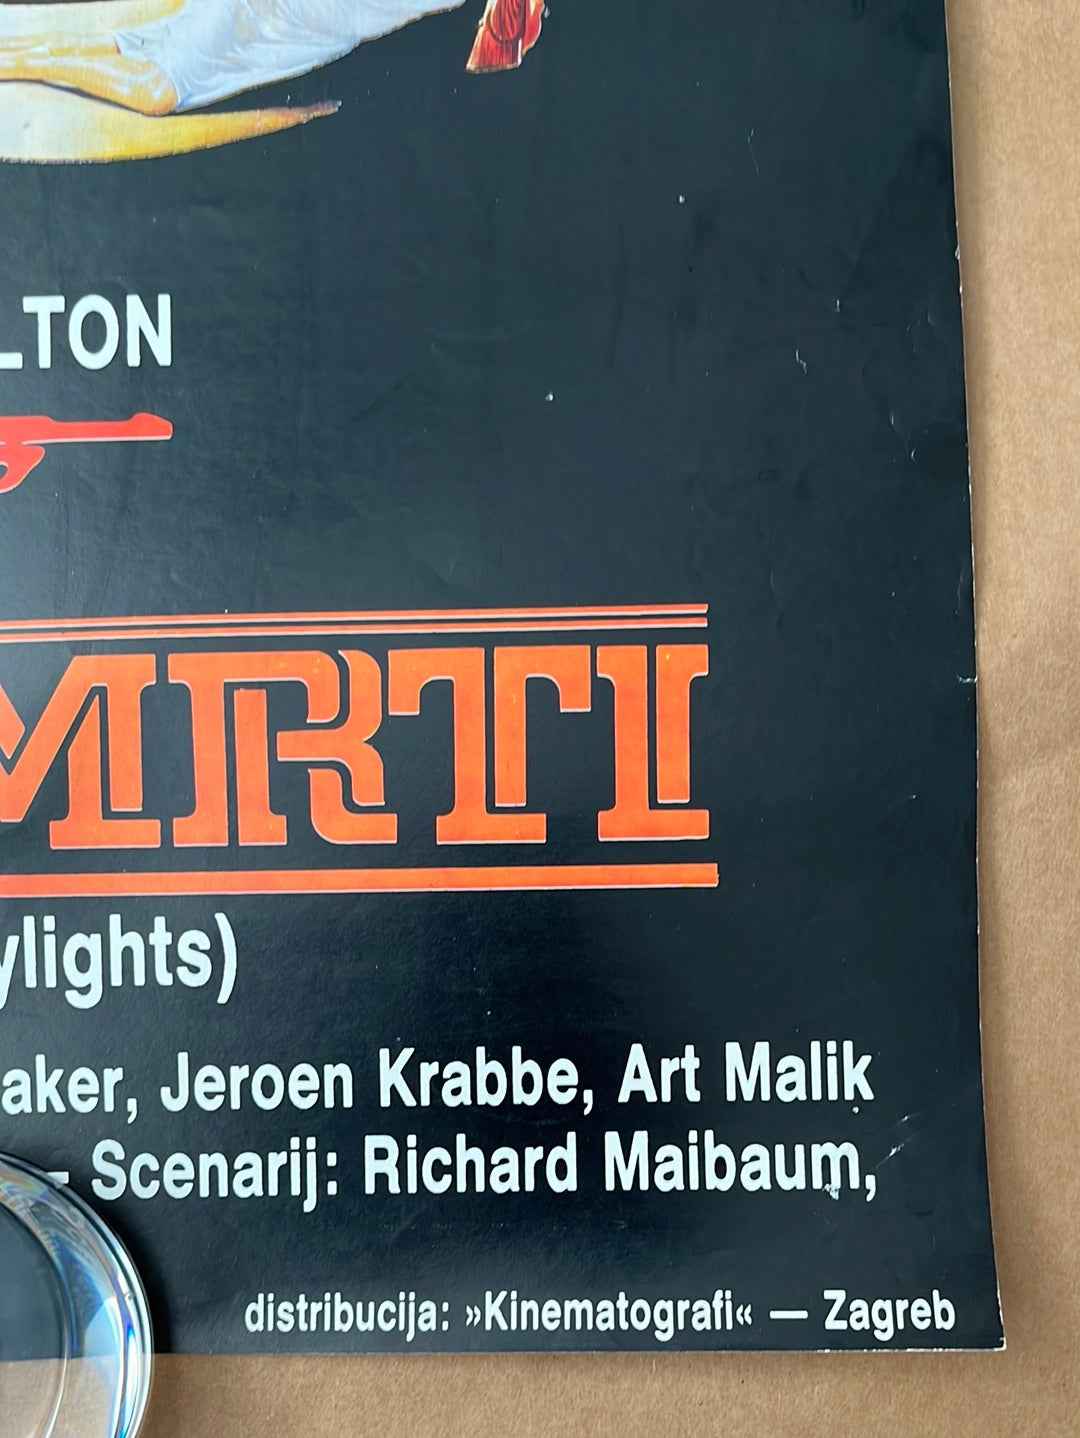 LTON
MRTI
ylights)
aker, Jeroen Krabbe, Art Malik
– Scenarij: Richard Maibaum,
distribucija: »Kinematografi« — Zagreb